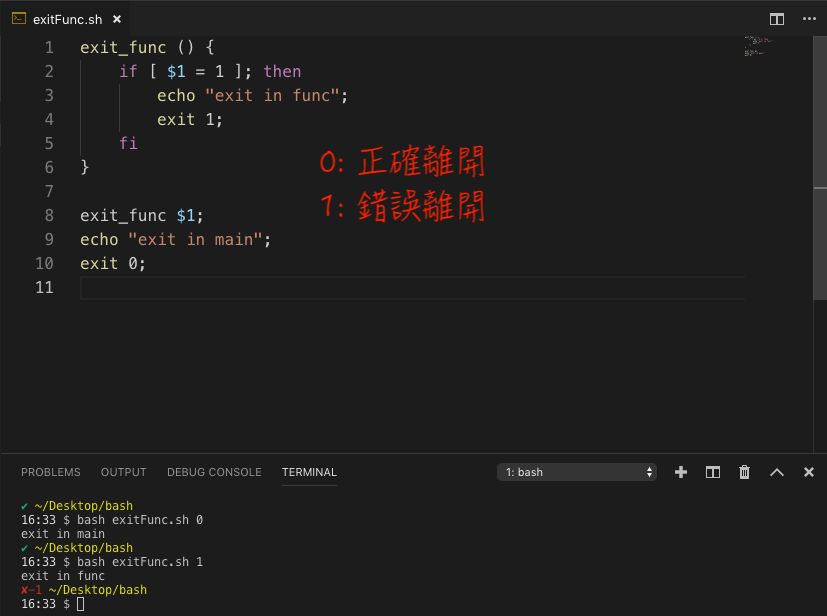 exitFunc.sh ×
1 exit_func () {
2 if [ $1 = 1 ]; then
3 echo "exit in func";
4 exit 1;
5 fi
6 }
7
8 exit_func $1;
9 echo "exit in main";
10 exit 0;
11
0: 正確離開
1: 錯誤離開
PROBLEMS OUTPUT DEBUG CONSOLE TERMINAL 1: bash
✔ ~/Desktop/bash
16:33 $ bash exitFunc.sh 0
exit in main
✔ ~/Desktop/bash
16:33 $ bash exitFunc.sh 1
exit in func
✘-1 ~/Desktop/bash
16:33 $